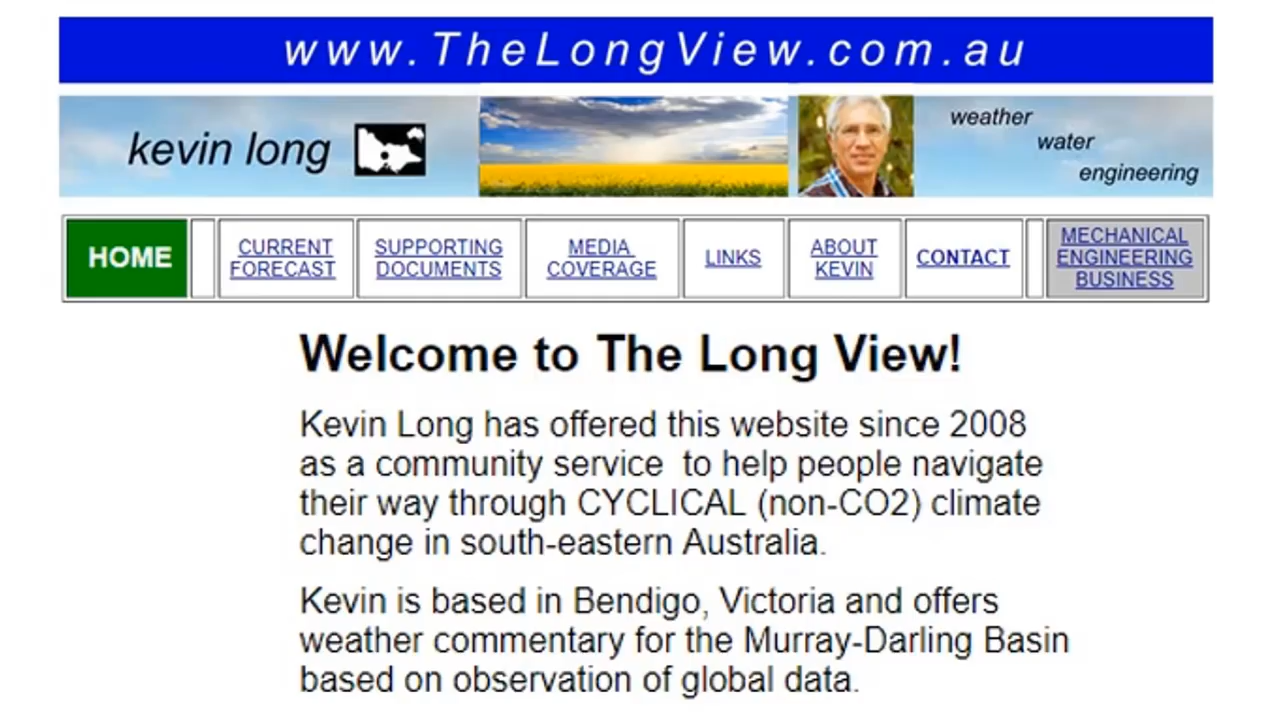 www.TheLongView.com.au
kevin long
weather
water
engineering
HOME
CURRENT
FORECAST
SUPPORTING
DOCUMENTS
MEDIA
COVERAGE
LINKS
ABOUT
KEVIN
CONTACT
MECHANICAL
ENGINEERING
BUSINESS
Welcome to The Long View!
Kevin Long has offered this website since 2008
as a community service to help people navigate
their way through CYCLICAL (non-CO2) climate
change in south-eastern Australia.
Kevin is based in Bendigo, Victoria and offers
weather commentary for the Murray-Darling Basin
based on observation of global data.